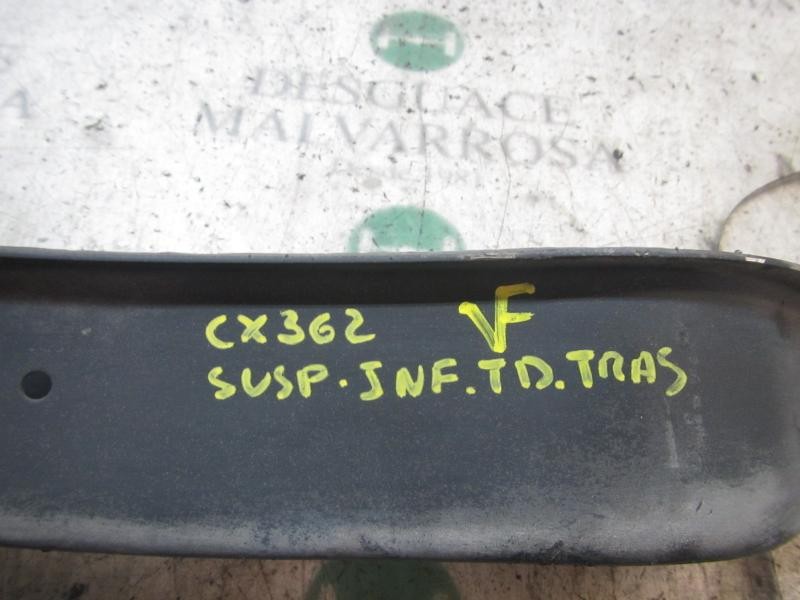 DESGUACE
MALVARROSA
CX362 VF
SUSP. INF. TD. TRAS